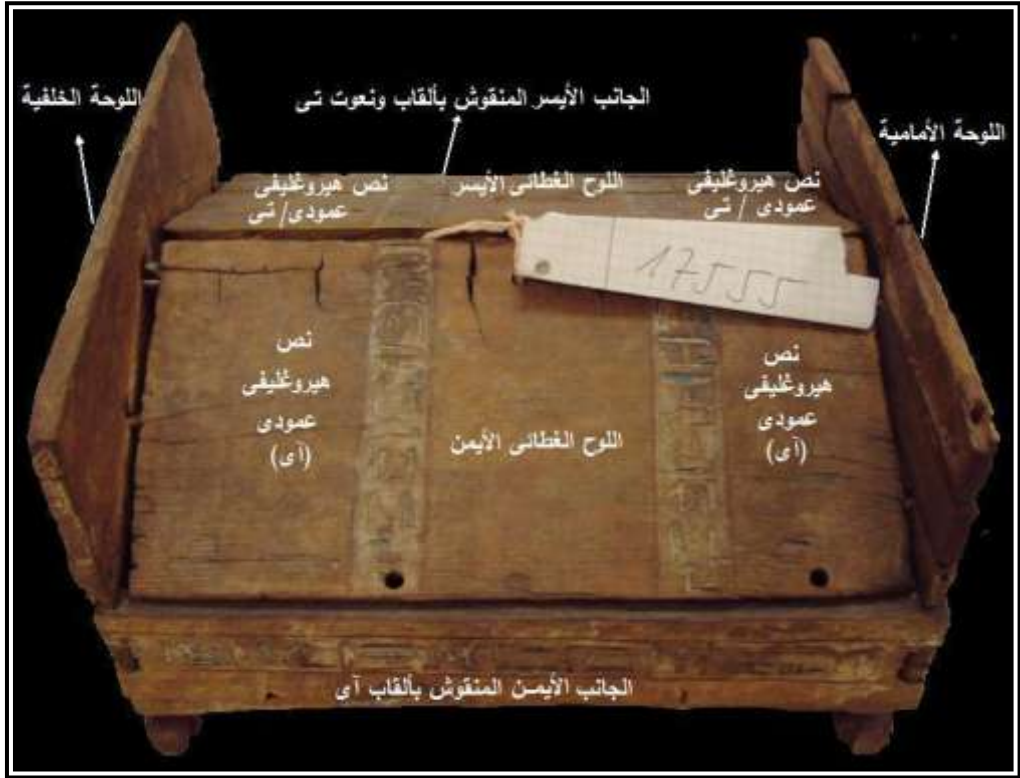 الجانب الأيسر المنقوش بألقاب ونعوت تى
اللوحة الخلفية
اللوحة الأمامية
نص هيروغليفى
عمودى / تى
اللوح الغطائى الأيسر
نص هيروغليفى
عمودى/ تى
17555
نص
هيروغليفى
عمودى
(آى)
اللوح الغطائى الأيمن
نص
هيروغليفى
عمودى
(آى)
الجانب الأيمـن المنقوش بألقاب آى